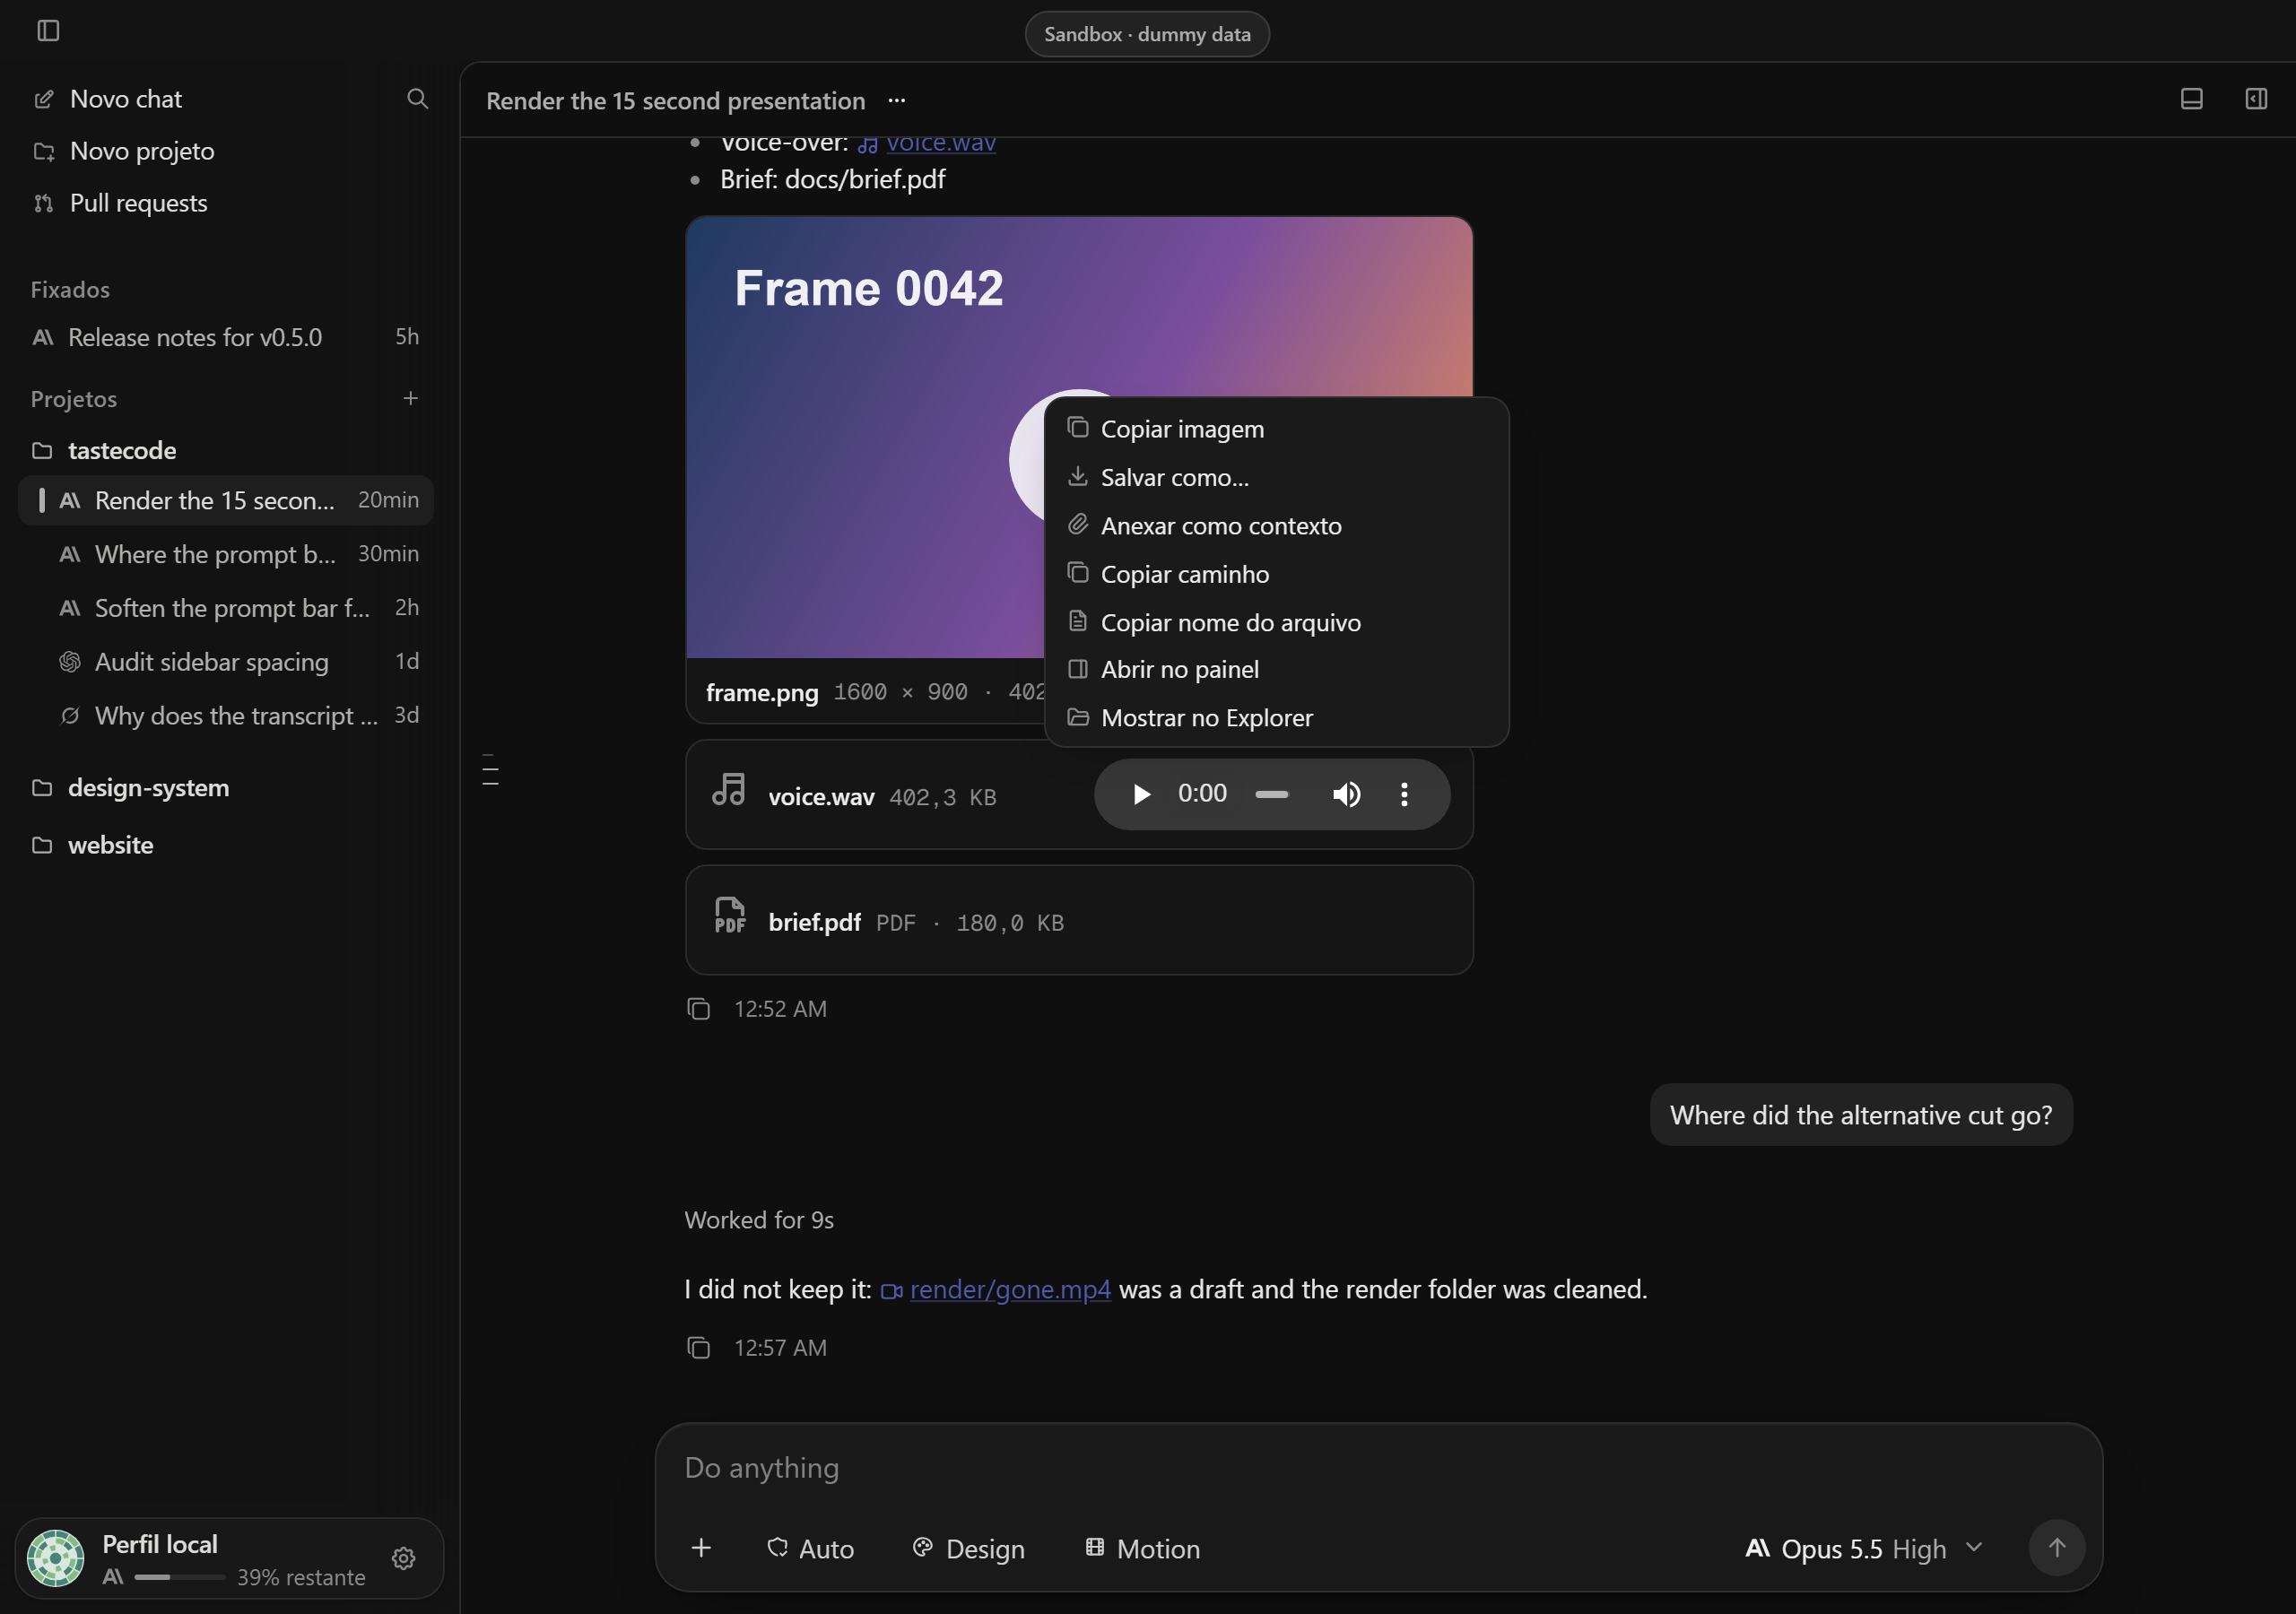 Sandbox · dummy data
Novo chat
Novo projeto
Pull requests
Fixados
Release notes for v0.5.0 5h
Projetos
tastecode
Render the 15 secon... 20min
Where the prompt b... 30min
Soften the prompt bar f... 2h
Audit sidebar spacing 1d
Why does the transcript ... 3d
design-system
website
Perfil local
39% restante
Render the 15 second presentation ...
Voice-over: voice.wav
Brief: docs/brief.pdf
Frame 0042
Copiar imagem
Salvar como...
Anexar como contexto
Copiar caminho
Copiar nome do arquivo
Abrir no painel
Mostrar no Explorer
frame.png 1600 × 900 · 402
voice.wav 402,3 KB
0:00
PDF
brief.pdf PDF · 180,0 KB
12:52 AM
Where did the alternative cut go?
Worked for 9s
I did not keep it: render/gone.mp4 was a draft and the render folder was cleaned.
12:57 AM
Do anything
Auto Design Motion Opus 5.5 High